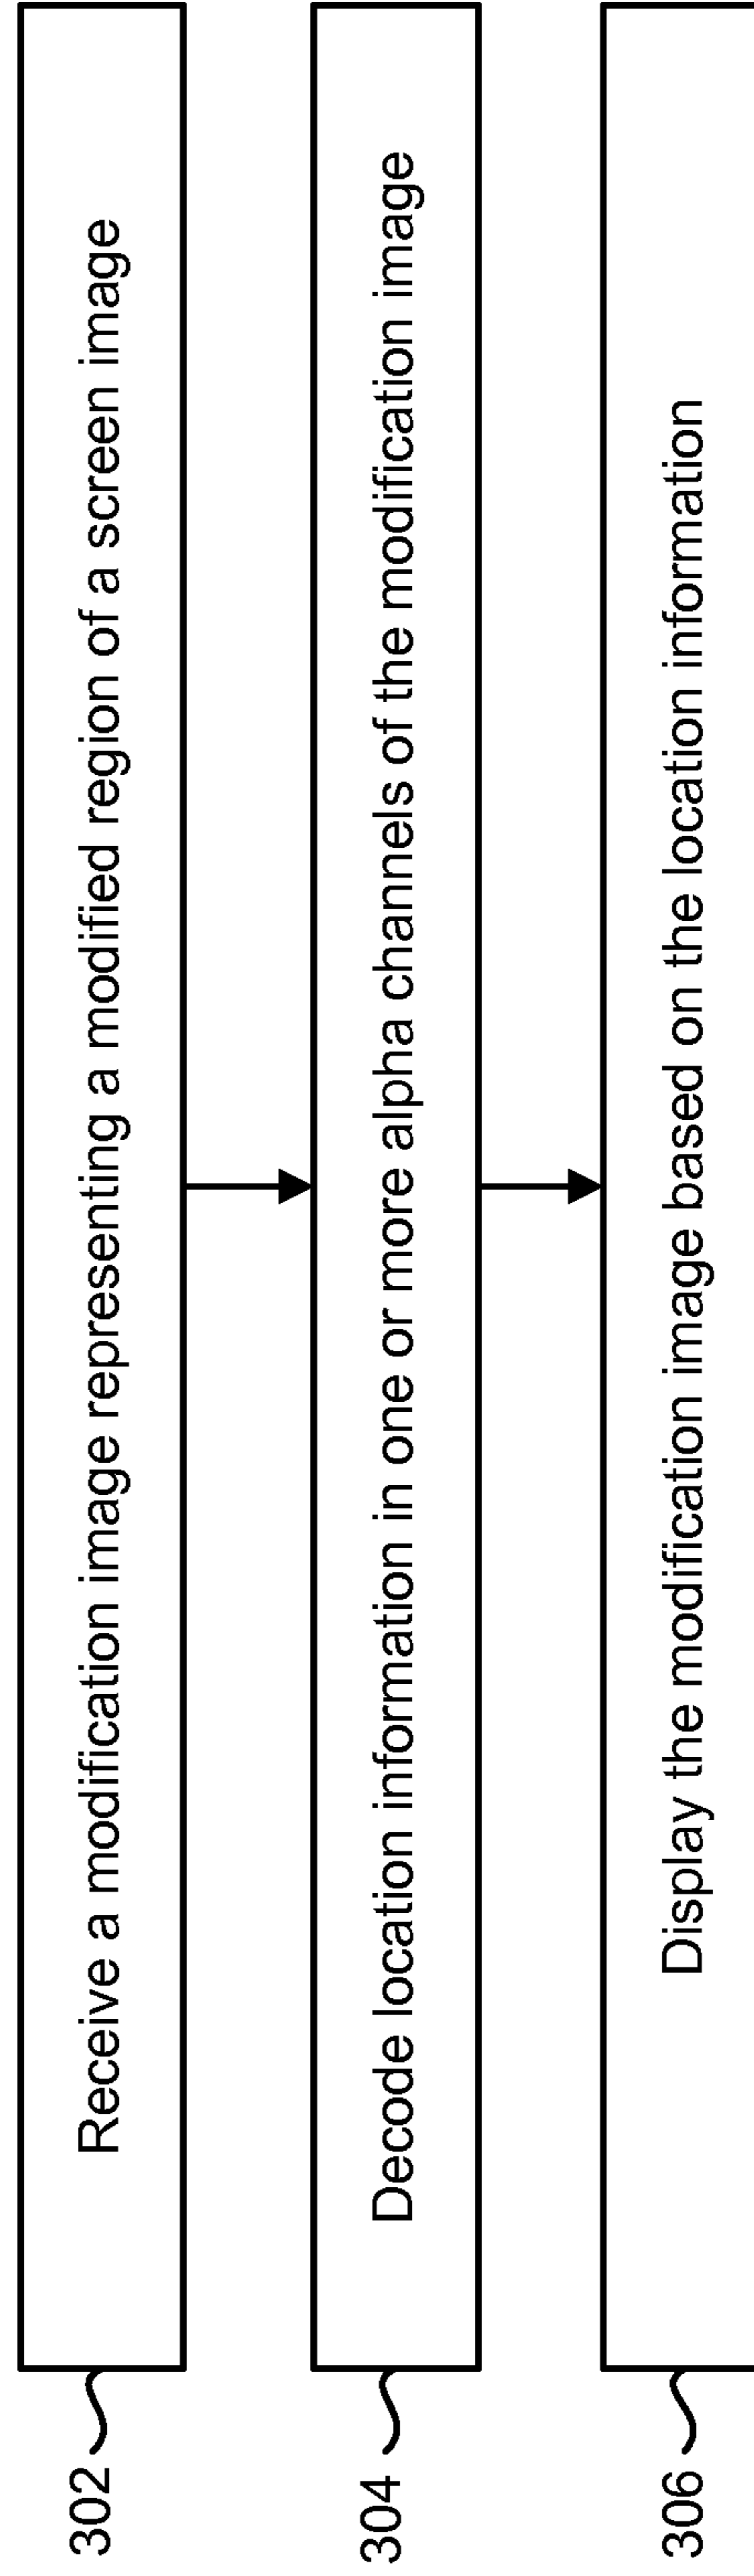 302
Receive a modification image representing a modified region of a screen image
304
Decode location information in one or more alpha channels of the modification image
306
Display the modification image based on the location information